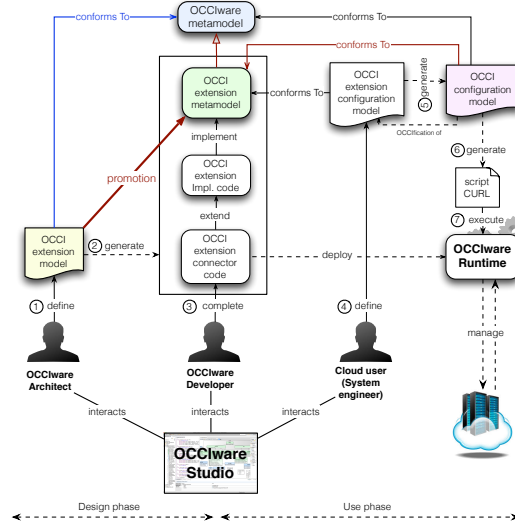 conforms To
OCCIware
metamodel
conforms To
conforms To
OCCI
extension
metamodel
conforms To
OCCI
extension
configuration
model
generate
5
OCCI
configuration
model
OCCIfication of
implement
6 generate
promotion
OCCI
extension
Impl. code
script
CURL
extend
7 execute
OCCI
extension
model
2 generate
OCCI
extension
connector
code
deploy
OCCIware
Runtime
1 define
3 complete
4 define
manage
OCCIware
Architect
OCCIware
Developer
Cloud user
(System
engineer)
interacts
interacts
interacts
OCCIware
Studio
Design phase
Use phase